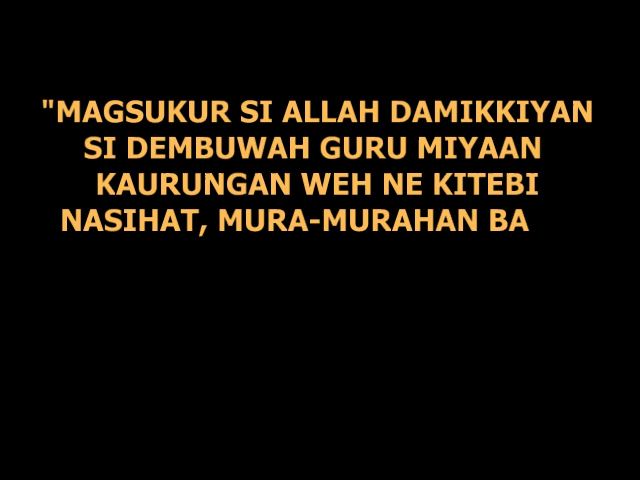 "MAGSUKUR SI ALLAH DAMIKKIYAN
SI DEMBUWAH GURU MIYAAN
KAURUNGAN WEH NE KITEBI
NASIHAT, MURA-MURAHAN BA